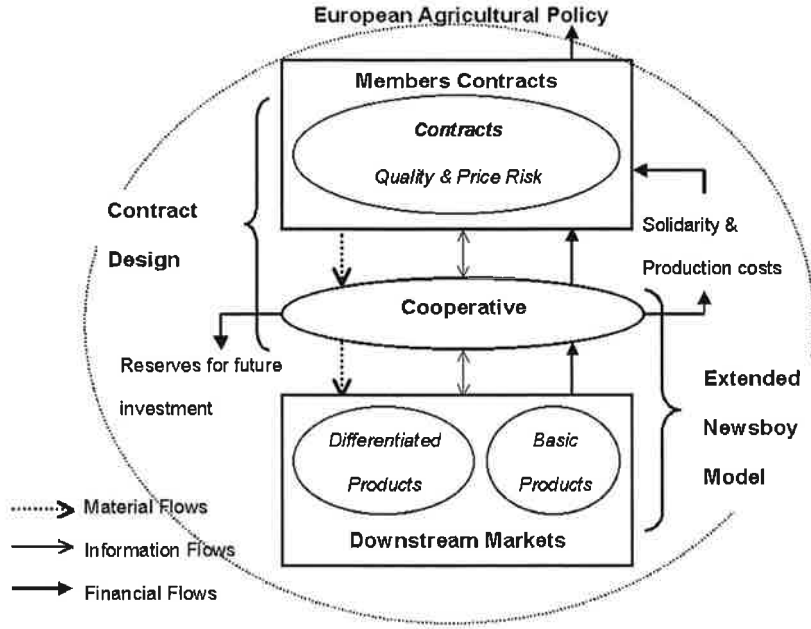 European Agricultural Policy
Members Contracts
Contracts
Quality & Price Risk
Contract
Design
Solidarity &
Production costs
Cooperative
Reserves for future
investment
Extended
Newsboy
Model
Differentiated
Products
Basic
Products
Downstream Markets
Material Flows
Information Flows
Financial Flows